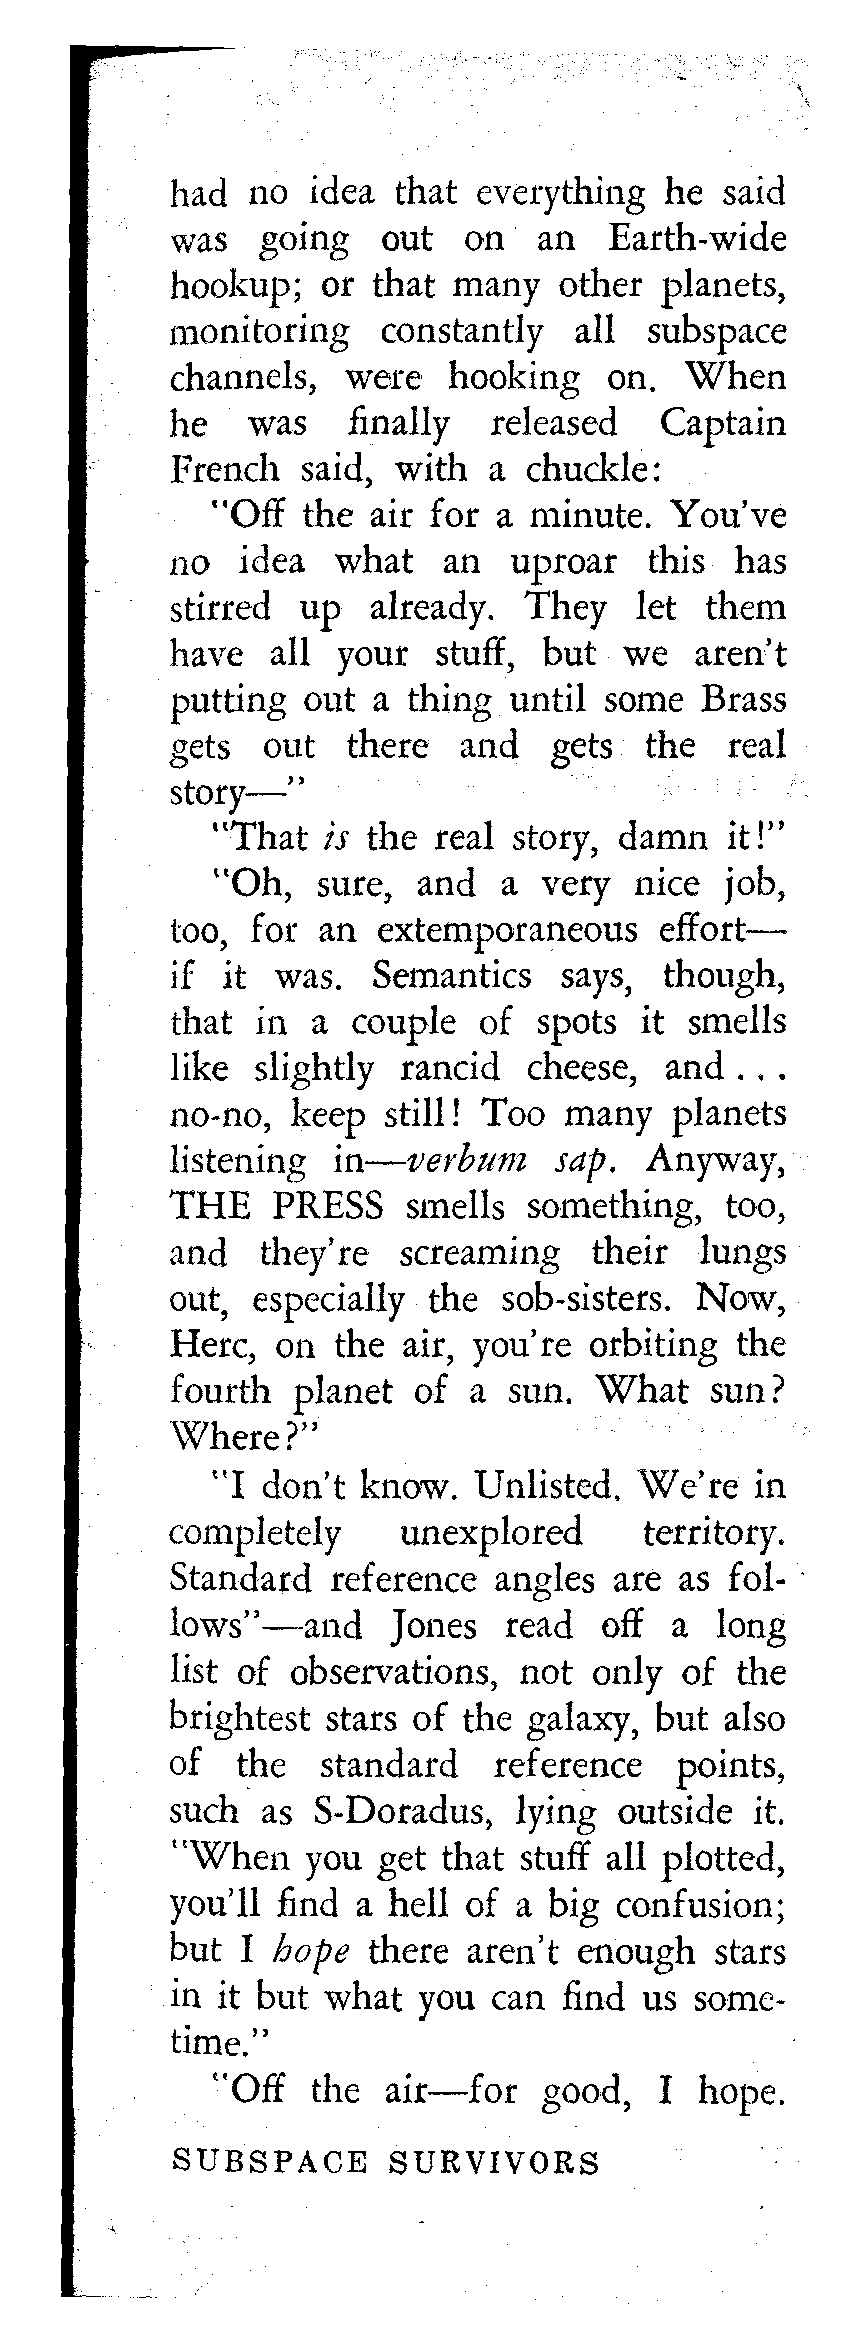 had no idea that everything he said
was going out on an Earth-wide
hookup; or that many other planets,
monitoring constantly all subspace
channels, were hooking on. When
he was finally released Captain
French said, with a chuckle:
"Off the air for a minute. You've
no idea what an uproar this has
stirred up already. They let them
have all your stuff, but we aren't
putting out a thing until some Brass
gets out there and gets the real
story—"
"That is the real story, damn it!"
"Oh, sure, and a very nice job,
too, for an extemporaneous effort—
if it was. Semantics says, though,
that in a couple of spots it smells
like slightly rancid cheese, and . . .
no-no, keep still! Too many planets
listening in—verbum sap. Anyway,
THE PRESS smells something, too,
and they're screaming their lungs
out, especially the sob-sisters. Now,
Herc, on the air, you're orbiting the
fourth planet of a sun. What sun?
Where?"
"I don't know. Unlisted. We're in
completely unexplored territory.
Standard reference angles are as fol-
lows"—and Jones read off a long
list of observations, not only of the
brightest stars of the galaxy, but also
of the standard reference points,
such as S-Doradus, lying outside it.
"When you get that stuff all plotted,
you'll find a hell of a big confusion;
but I hope there aren't enough stars
in it but what you can find us some-
time."
"Off the air—for good, I hope.
SUBSPACE SURVIVORS